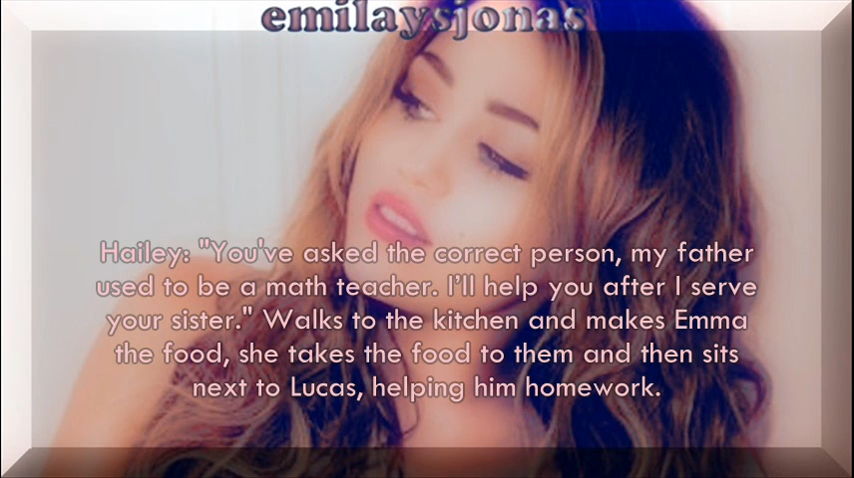 emilaysjonas
Hailey: "You've asked the correct person, my father
used to be a math teacher. I'll help you after I serve
your sister." Walks to the kitchen and makes Emma
the food, she takes the food to them and then sits
next to Lucas, helping him homework.